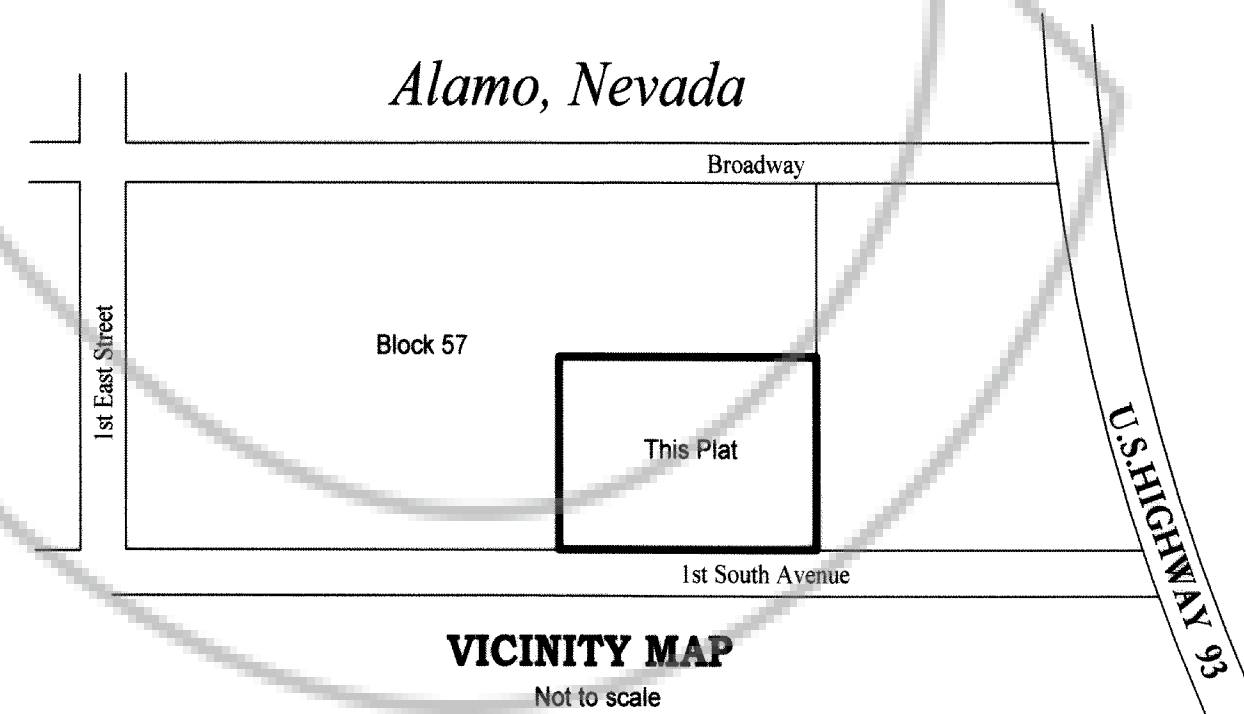 Alamo, Nevada
Broadway
1st East Street
Block 57
This Plat
U.S.HIGHWAY 93
1st South Avenue
VICINITY MAP
Not to scale